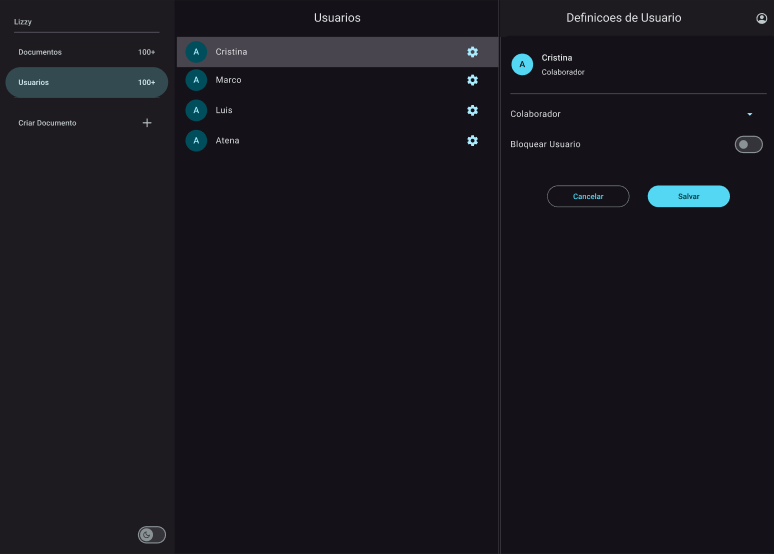 Lizzy
Documentos 100+
Usuarios 100+
Criar Documento
Usuarios
A Cristina
A Marco
A Luis
A Atena
Definicoes de Usuario
A
Cristina
Colaborador
Colaborador
Bloquear Usuario
Cancelar Salvar